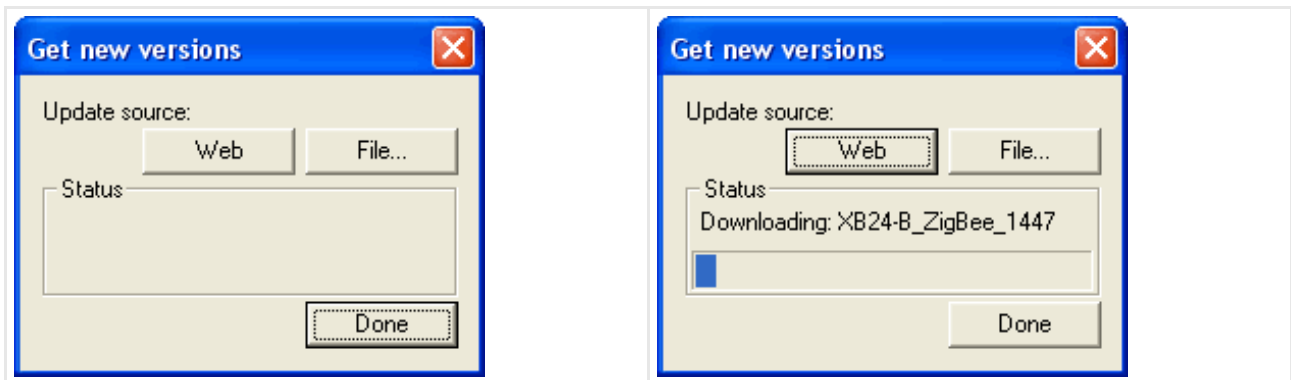 Get new versions
Update source:
Web File...
Status
Done
Get new versions
Update source:
Web File...
Status
Downloading: XB24-B_ZigBee_1447
Done